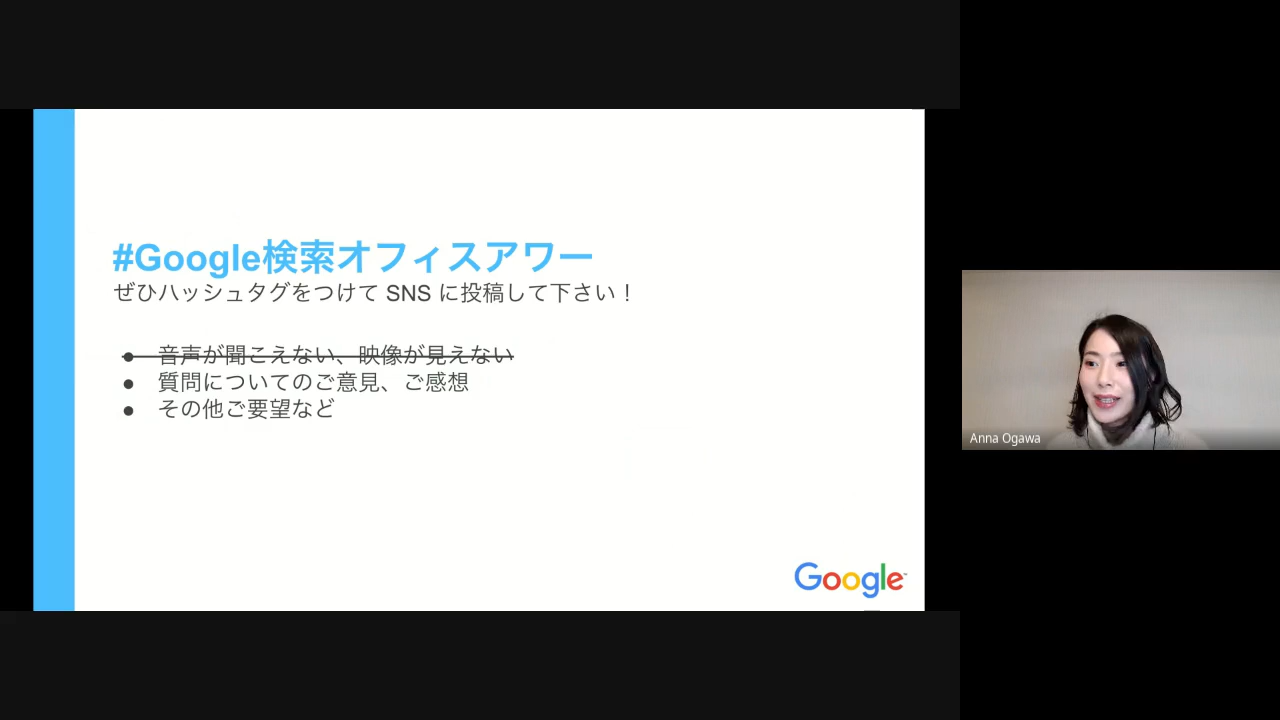 #Google検索オフィスアワー
ぜひハッシュタグをつけて SNS に投稿して下さい！
● 音声が聞こえない、映像が見えない
● 質問についてのご意見、ご感想
● その他ご要望など
Google™
Anna Ogawa